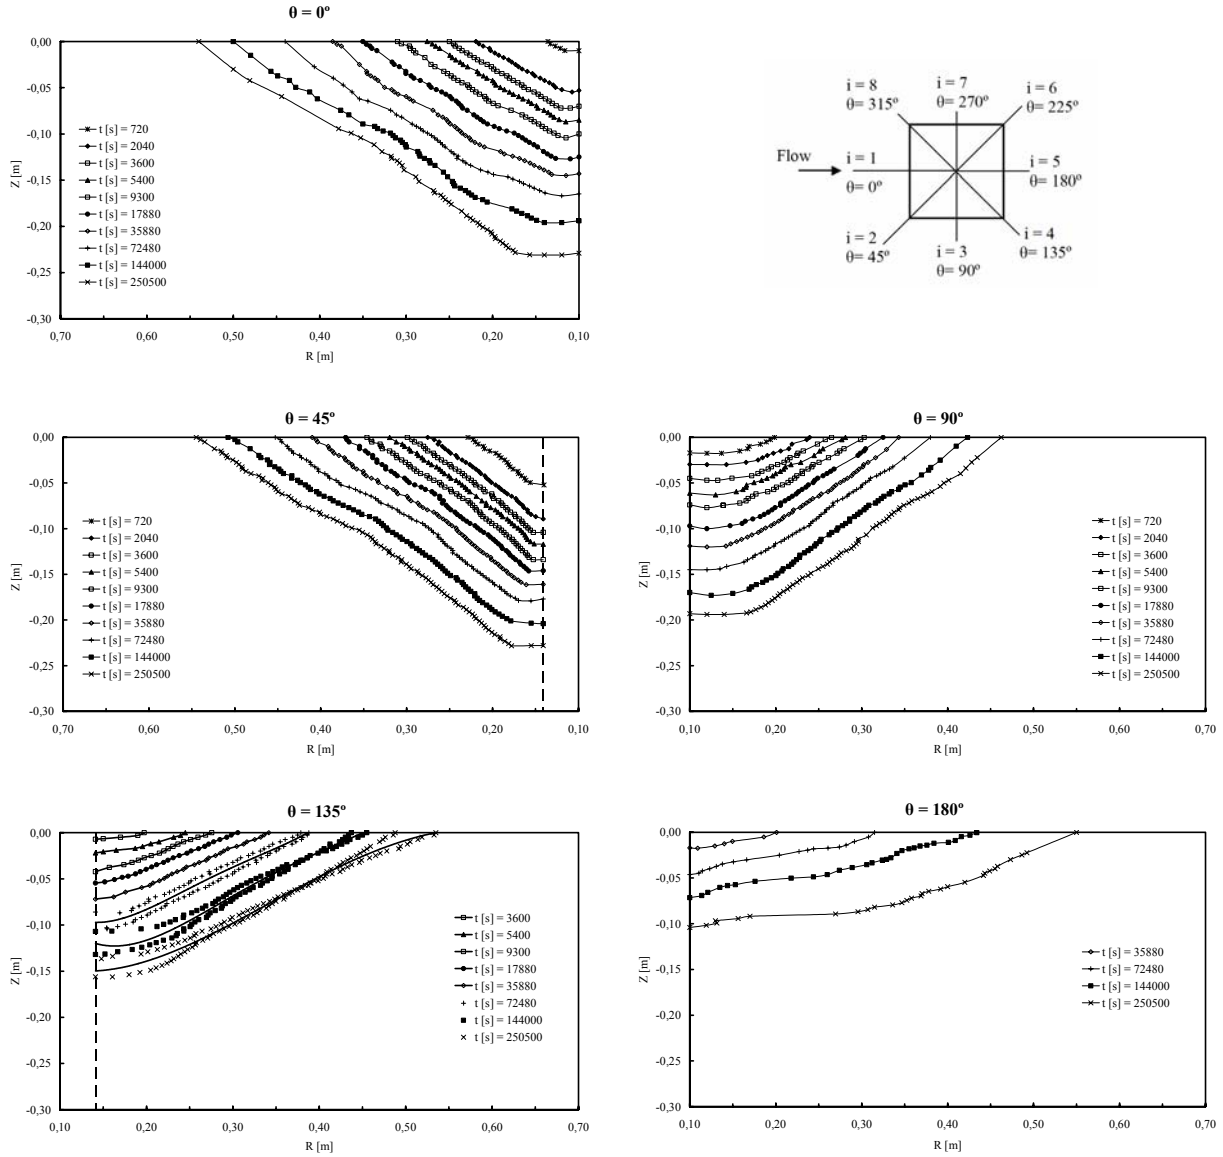 θ = 0º
0,00
-0,05
-0,10
-0,15
-0,20
-0,25
-0,30
Z [m]
t [s] = 720
t [s] = 2040
t [s] = 3600
t [s] = 5400
t [s] = 9300
t [s] = 17880
t [s] = 35880
t [s] = 72480
t [s] = 144000
t [s] = 250500
0,70 0,60 0,50 0,40 0,30 0,20 0,10
R [m]
i = 8
θ= 315º
i = 7
θ= 270º
i = 6
θ= 225º
Flow
i = 1
θ= 0º
i = 5
θ= 180º
i = 2
θ= 45º
i = 3
θ= 90º
i = 4
θ= 135º
θ = 45º
0,00
-0,05
-0,10
-0,15
-0,20
-0,25
-0,30
Z [m]
t [s] = 720
t [s] = 2040
t [s] = 3600
t [s] = 5400
t [s] = 9300
t [s] = 17880
t [s] = 35880
t [s] = 72480
t [s] = 144000
t [s] = 250500
0,70 0,60 0,50 0,40 0,30 0,20 0,10
R [m]
θ = 90º
0,00
-0,05
-0,10
-0,15
-0,20
-0,25
-0,30
Z [m]
t [s] = 720
t [s] = 2040
t [s] = 3600
t [s] = 5400
t [s] = 9300
t [s] = 17880
t [s] = 35880
t [s] = 72480
t [s] = 144000
t [s] = 250500
0,10 0,20 0,30 0,40 0,50 0,60 0,70
R [m]
θ = 135º
0,00
-0,05
-0,10
-0,15
-0,20
-0,25
-0,30
Z [m]
t [s] = 3600
t [s] = 5400
t [s] = 9300
t [s] = 17880
t [s] = 35880
t [s] = 72480
t [s] = 144000
t [s] = 250500
0,10 0,20 0,30 0,40 0,50 0,60 0,70
R [m]
θ = 180º
0,00
-0,05
-0,10
-0,15
-0,20
-0,25
-0,30
Z [m]
t [s] = 35880
t [s] = 72480
t [s] = 144000
t [s] = 250500
0,10 0,20 0,30 0,40 0,50 0,60 0,70
R [m]